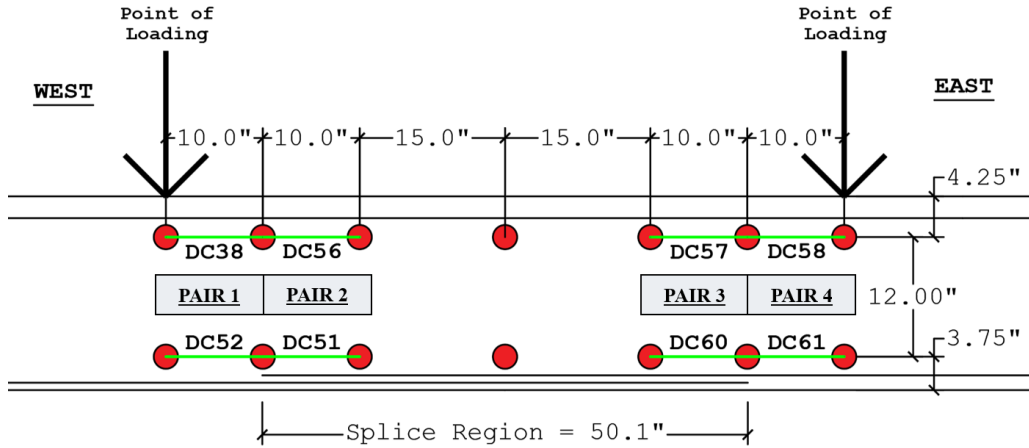 Point of
Loading
Point of
Loading
WEST
EAST
10.0" 10.0" 15.0" 15.0" 10.0" 10.0"
4.25"
DC38 DC56 DC57 DC58
PAIR 1 PAIR 2 PAIR 3 PAIR 4
12.00"
DC52 DC51 DC60 DC61
3.75"
Splice Region = 50.1"